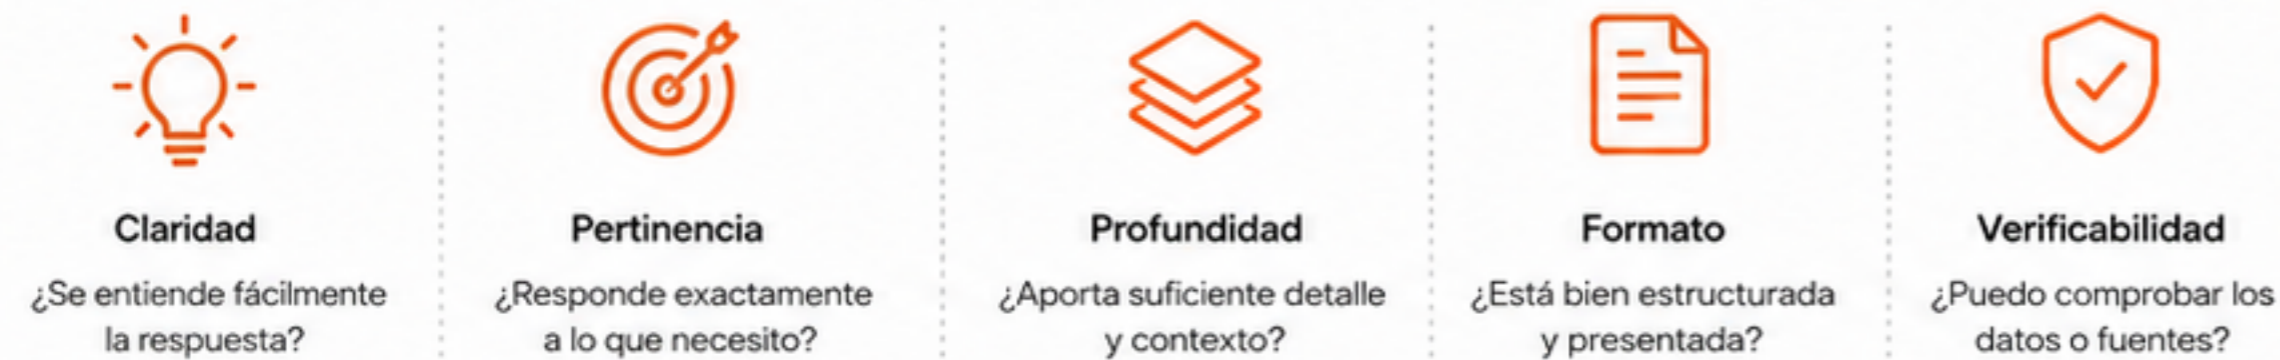 Claridad
¿Se entiende fácilmente
la respuesta?
Pertinencia
¿Responde exactamente
a lo que necesito?
Profundidad
¿Aporta suficiente detalle
y contexto?
Formato
¿Está bien estructurada
y presentada?
Verificabilidad
¿Puedo comprobar los
datos o fuentes?